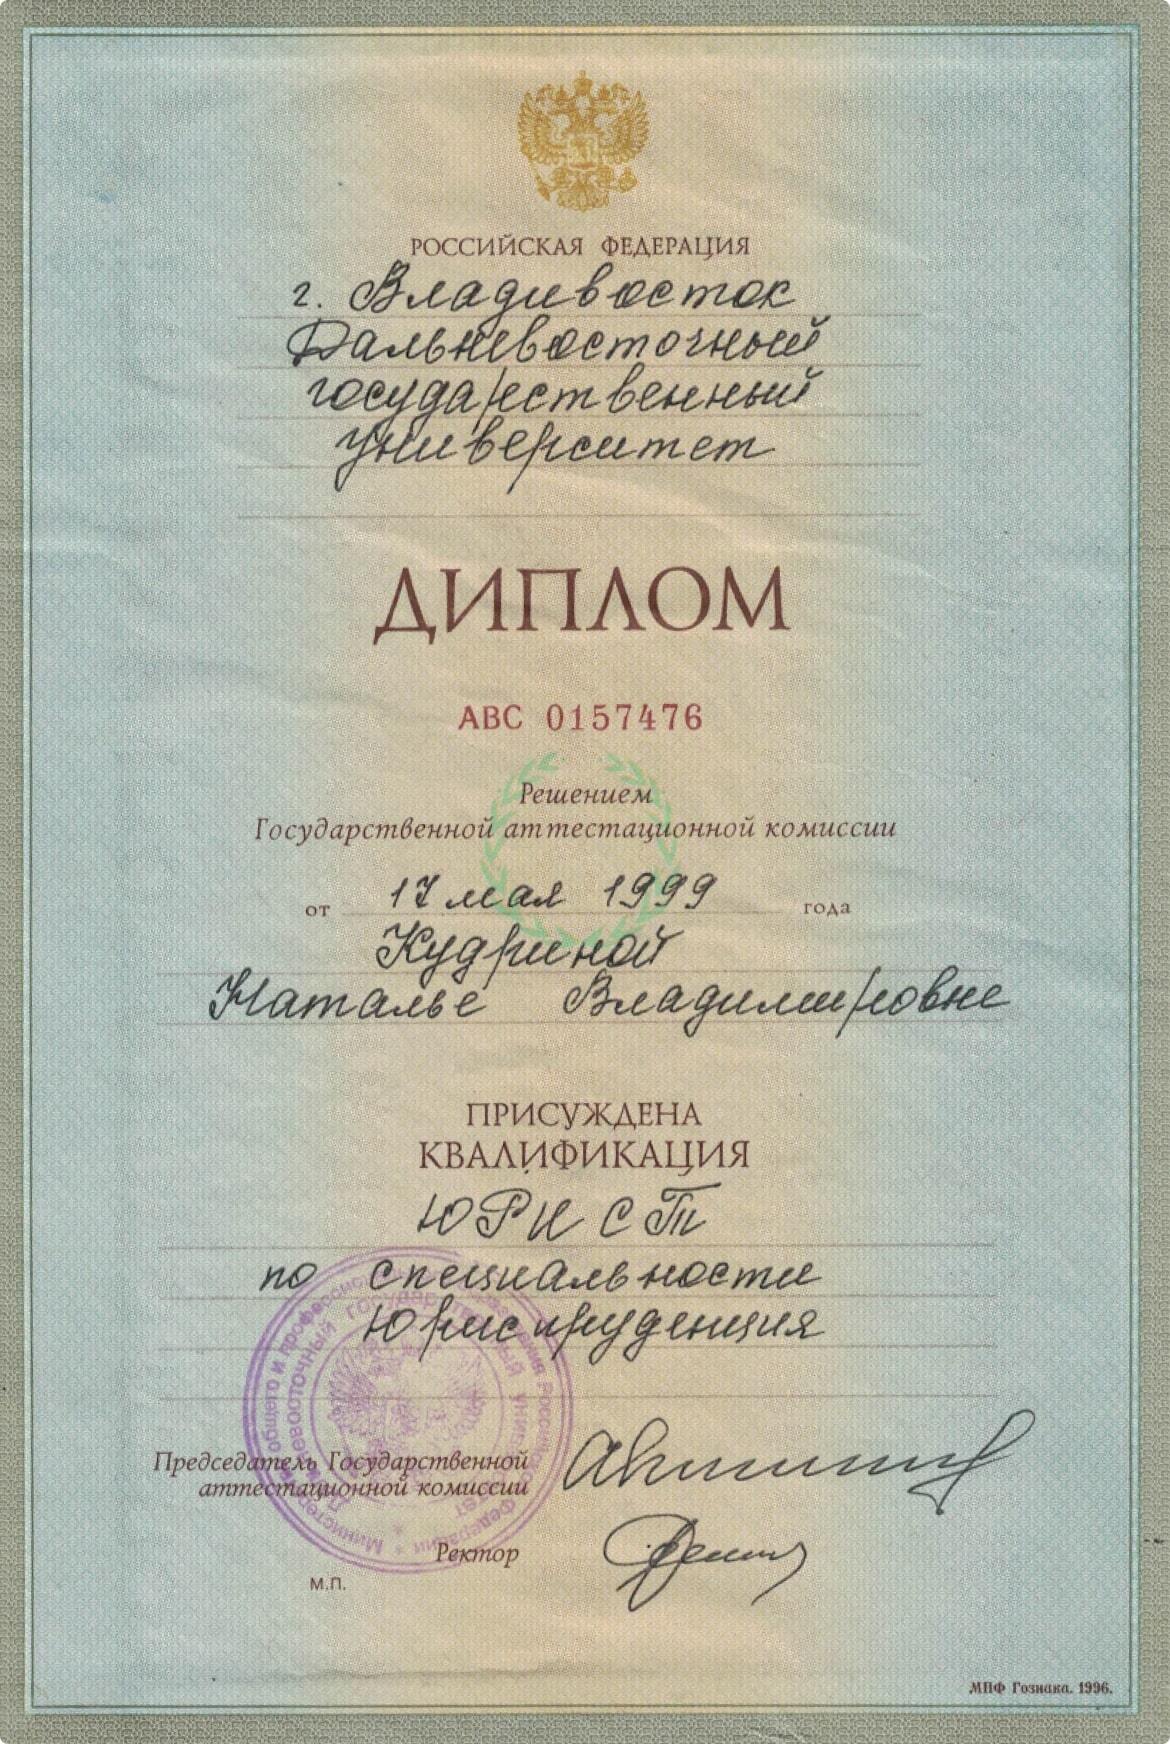 РОССИЙСКАЯ ФЕДЕРАЦИЯ
г. Владивосток
Дальневосточный
государственный
университет
ДИПЛОМ
АВС 0157476
Решением
Государственной аттестационной комиссии
от 17 мая 1999 года
Кудриной
Наталье Владимировне
ПРИСУЖДЕНА
КВАЛИФИКАЦИЯ
ЮРИСТ
по специальности
Юриспруденция
Председатель Государственной
аттестационной комиссии
Ректор
М.П.
МПФ Гознака. 1996.